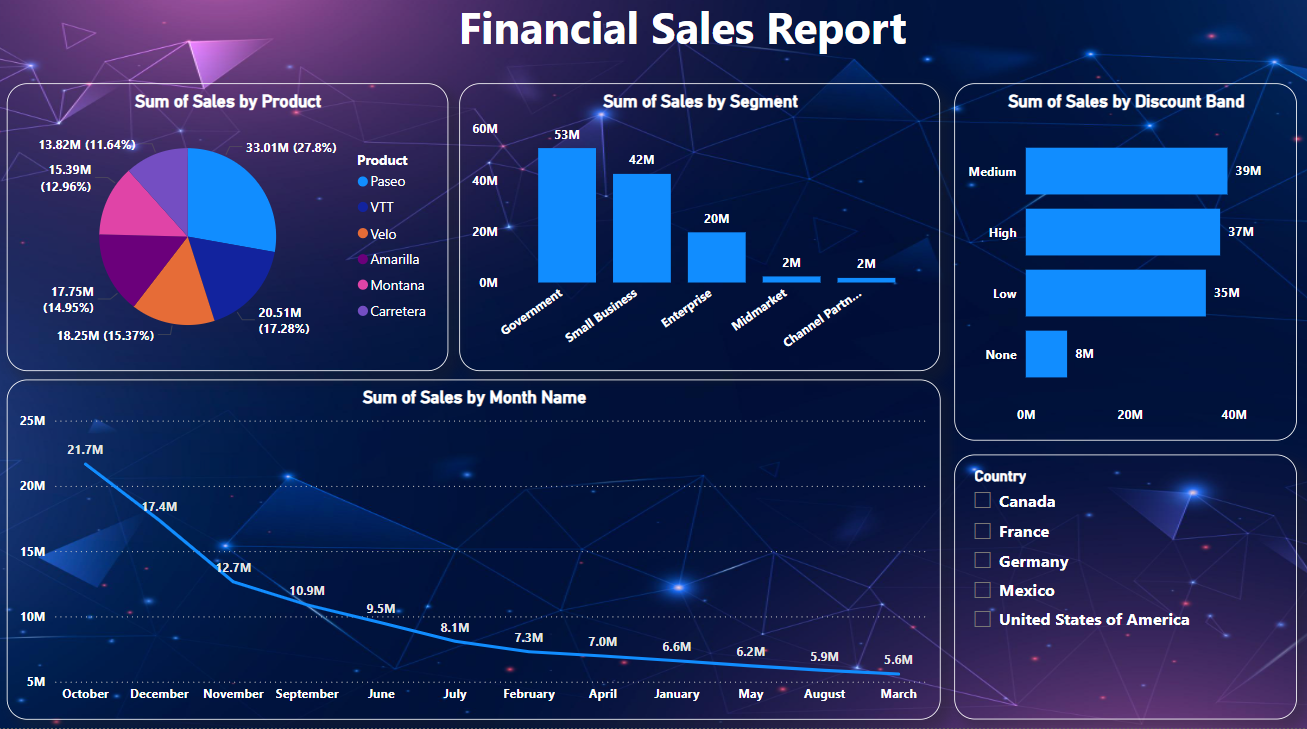 Financial Sales Report
Sum of Sales by Product
13.82M (11.64%)
33.01M (27.8%)
15.39M
(12.96%)
17.75M
(14.95%)
18.25M (15.37%)
20.51M
(17.28%)
Product
Paseo
VTT
Velo
Amarilla
Montana
Carretera
Sum of Sales by Segment
60M
40M
20M
0M
53M
42M
20M
2M
2M
Government
Small Business
Enterprise
Midmarket
Channel Partn...
Sum of Sales by Discount Band
Medium
39M
High
37M
Low
35M
None
8M
0M
20M
40M
Sum of Sales by Month Name
25M
20M
15M
10M
5M
21.7M
17.4M
12.7M
10.9M
9.5M
8.1M
7.3M
7.0M
6.6M
6.2M
5.9M
5.6M
October
December
November
September
June
July
February
April
January
May
August
March
Country
Canada
France
Germany
Mexico
United States of America